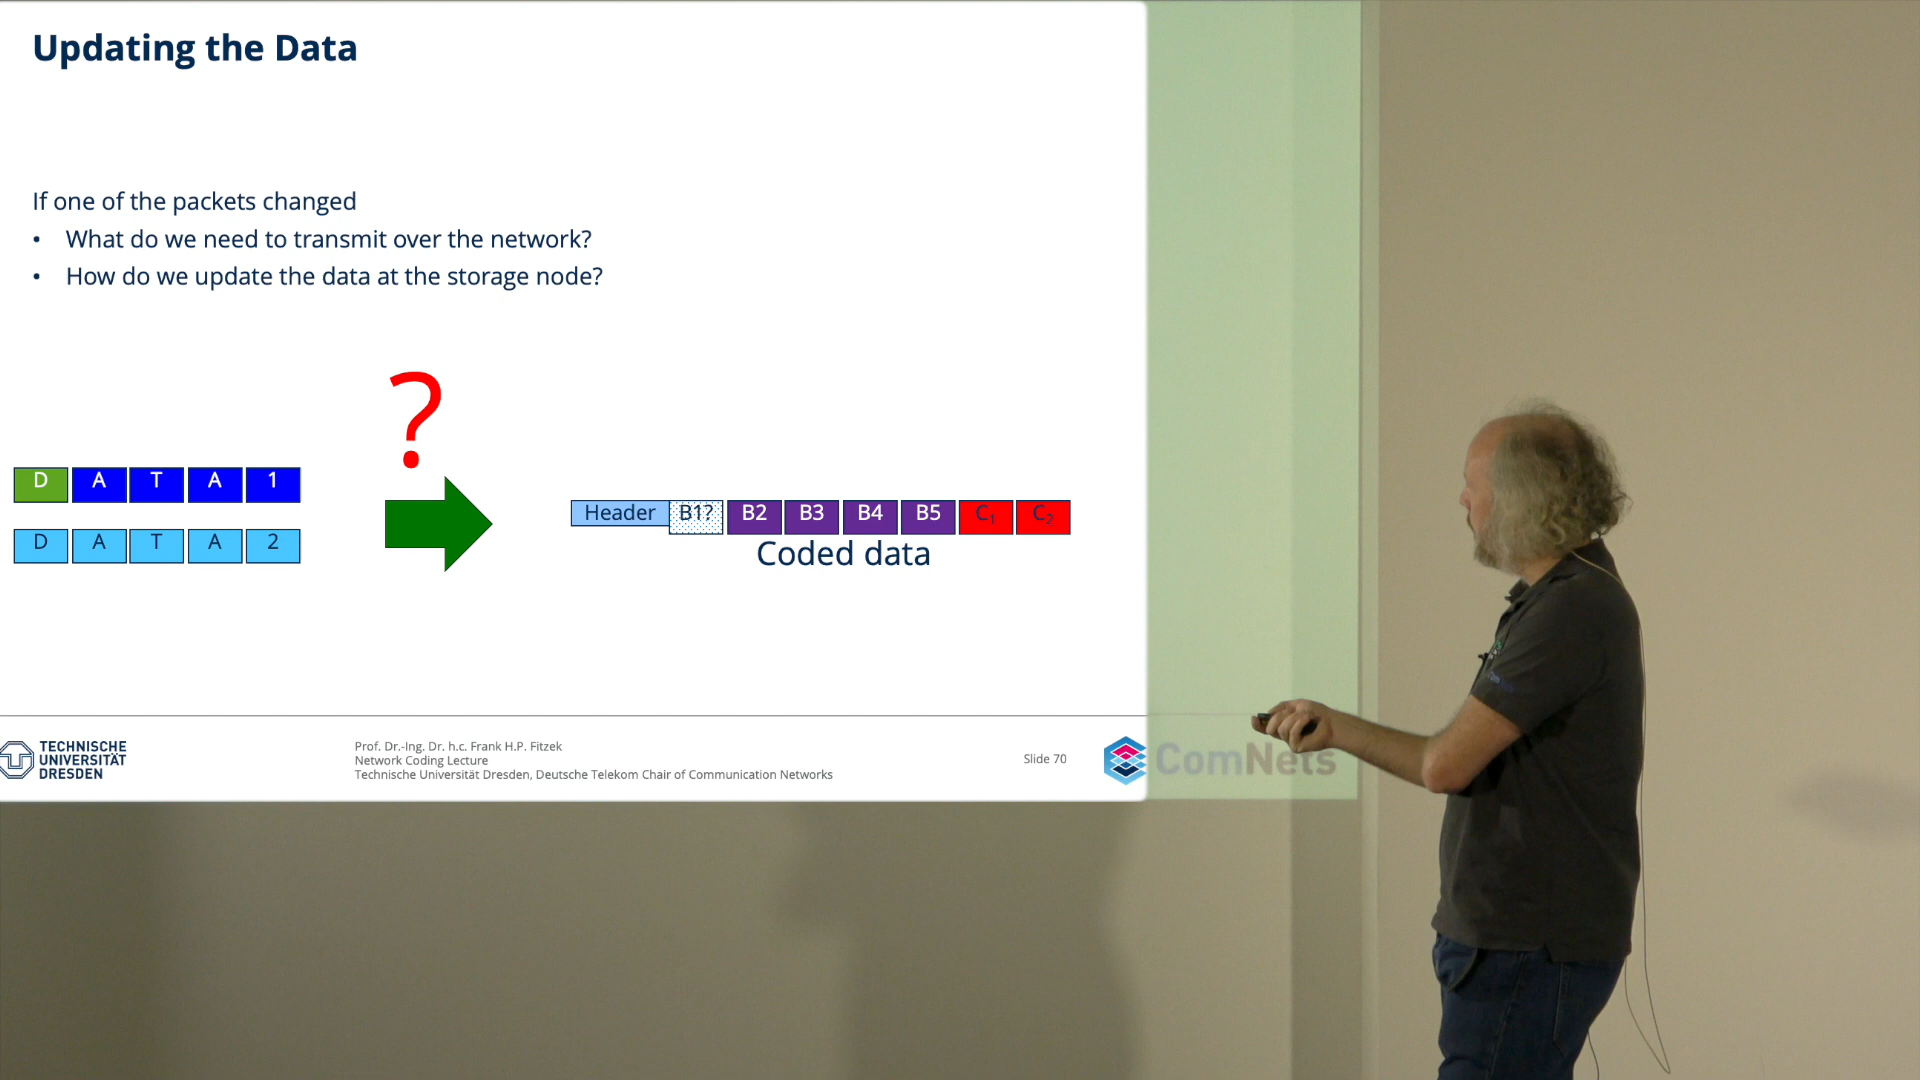 Updating the Data
If one of the packets changed
• What do we need to transmit over the network?
• How do we update the data at the storage node?
?
D A T A 1
D A T A 2
Header B1? B2 B3 B4 B5 C₁ C₂
Coded data
TECHNISCHE
UNIVERSITÄT
DRESDEN
Prof. Dr.-Ing. Dr. h.c. Frank H.P. Fitzek
Network Coding Lecture
Technische Universität Dresden, Deutsche Telekom Chair of Communication Networks
Slide 70
ComNets